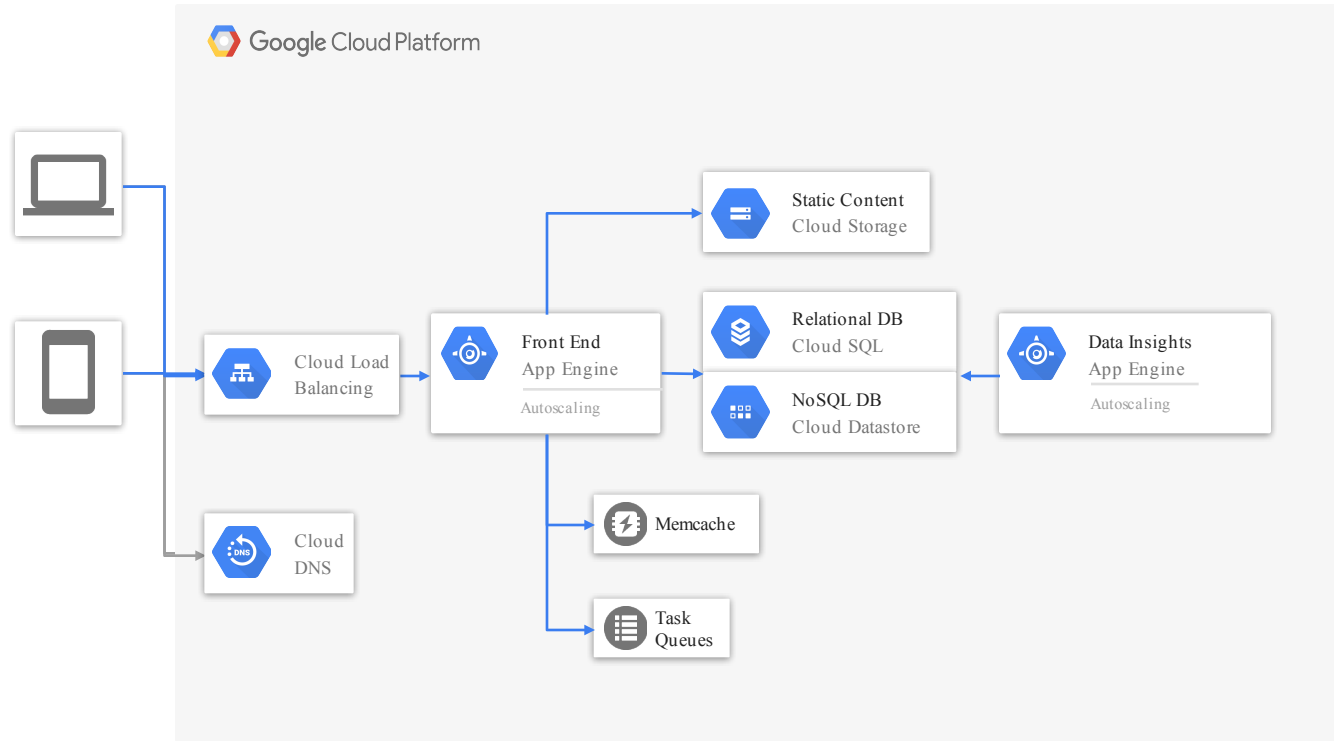 Google Cloud Platform
Static Content
Cloud Storage
Relational DB
Cloud SQL
Front End
App Engine
Autoscaling
Data Insights
App Engine
Autoscaling
Cloud Load
Balancing
NoSQL DB
Cloud Datastore
Memcache
DNS
Cloud
DNS
Task
Queues